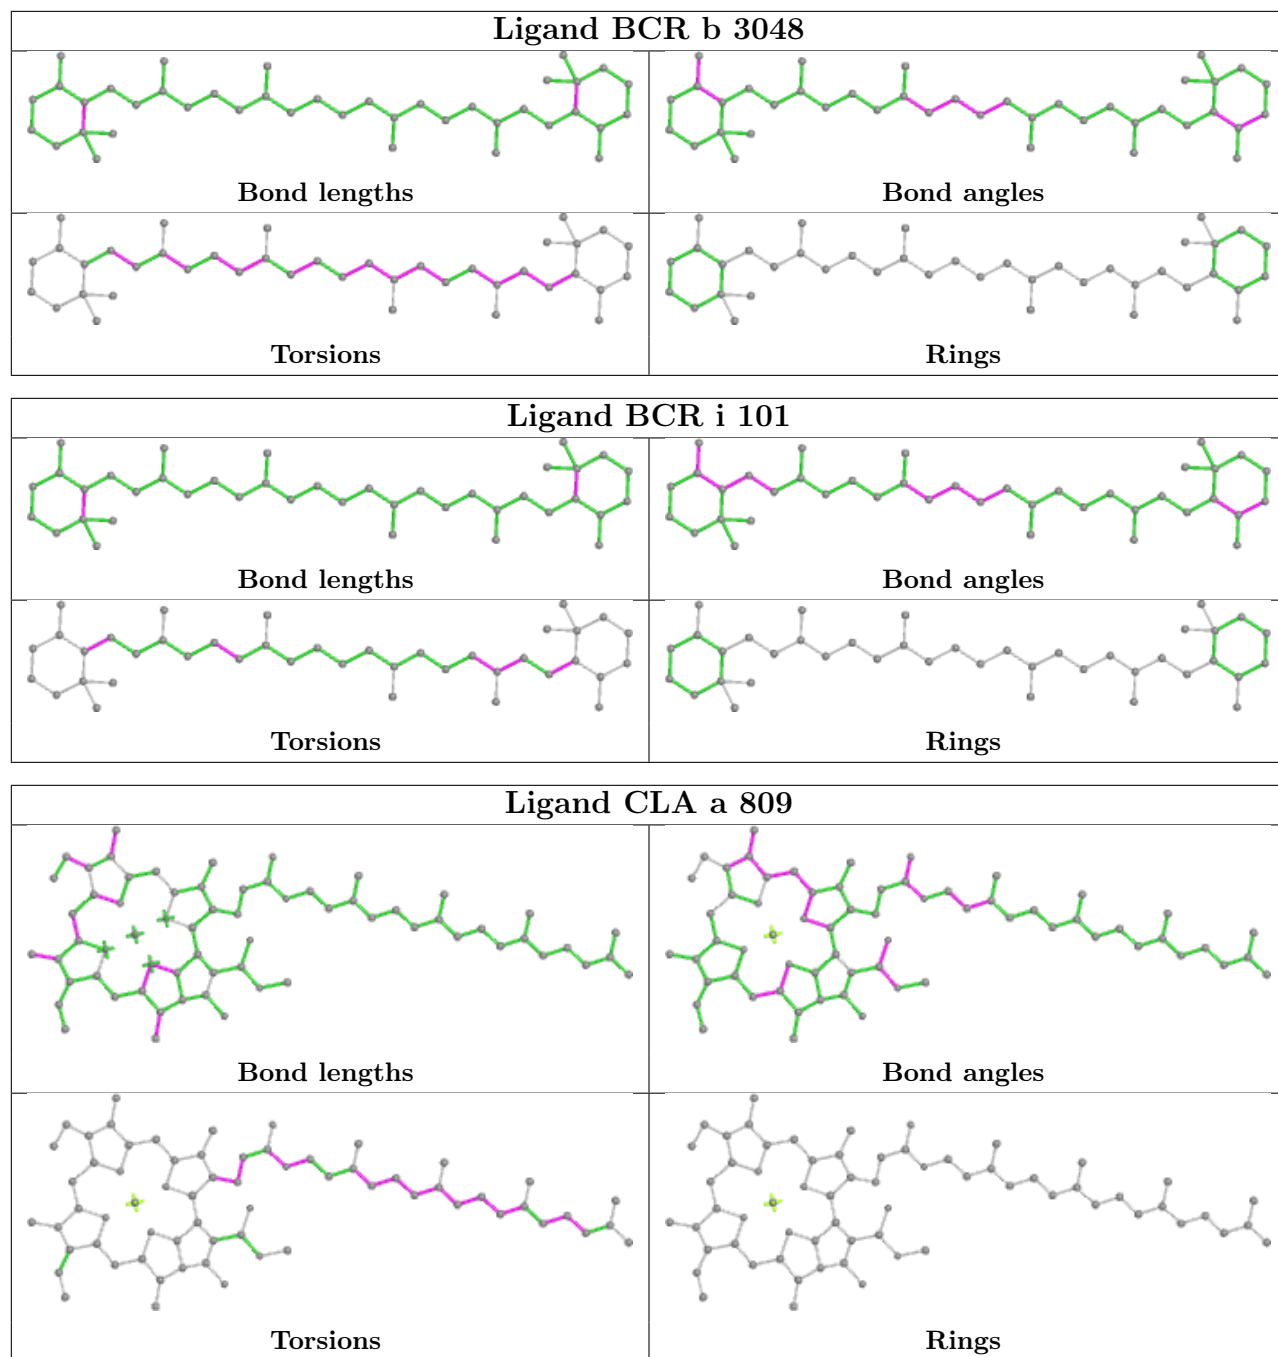 Ligand BCR b 3048
Bond lengths
Bond angles
Torsions
Rings
Ligand BCR i 101
Bond lengths
Bond angles
Torsions
Rings
Ligand CLA a 809
Bond lengths
Bond angles
Torsions
Rings